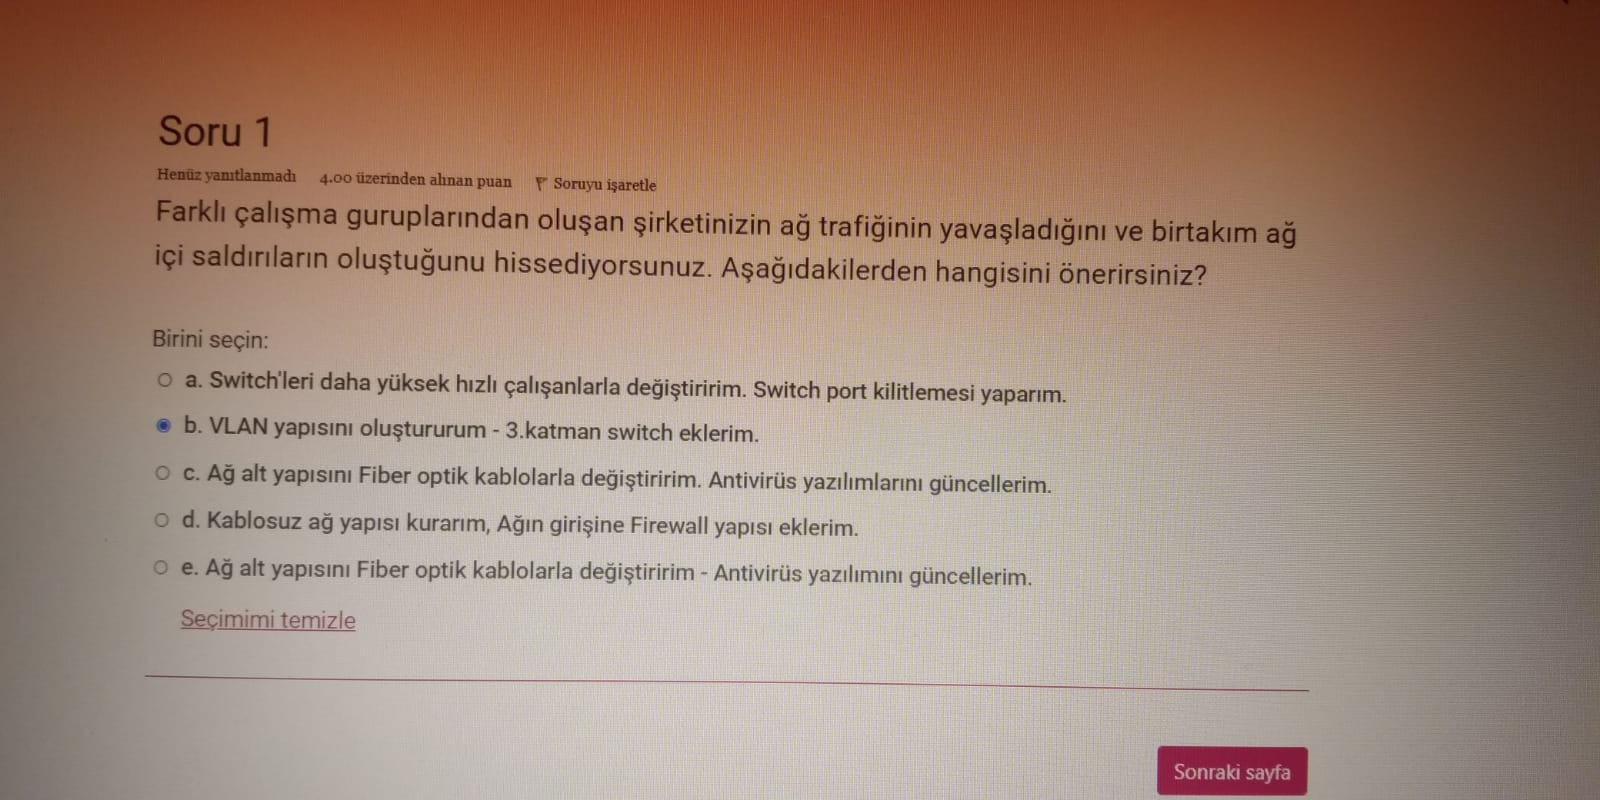 Soru 1
Henüz yanıtlanmadı 4.00 üzerinden alınan puan Soruyu işaretle
Farklı çalışma guruplarından oluşan şirketinizin ağ trafiğinin yavaşladığını ve birtakım ağ
içi saldırıların oluştuğunu hissediyorsunuz. Aşağıdakilerden hangisini önerirsiniz?
Birini seçin:
a. Switch'leri daha yüksek hızlı çalışanlarla değiştiririm. Switch port kilitlemesi yaparım.
b. VLAN yapısını oluştururum - 3.katman switch eklerim.
c. Ağ alt yapısını Fiber optik kablolarla değiştiririm. Antivirüs yazılımlarını güncellerim.
d. Kablosuz ağ yapısı kurarım, Ağın girişine Firewall yapısı eklerim.
e. Ağ alt yapısını Fiber optik kablolarla değiştiririm - Antivirüs yazılımını güncellerim.
Seçimimi temizle
Sonraki sayfa